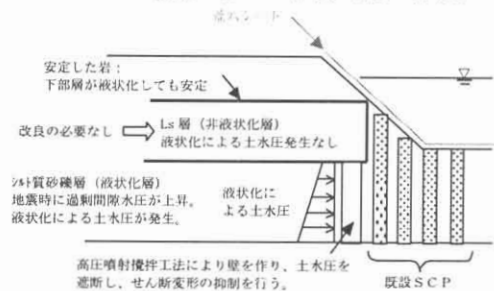 安定した岩：
下部層が液状化しても安定
改良の必要なし
Ls層（非液状化層）
液状化による土水圧発生なし
シルト質砂礫層（液状化層）
地震時に過剰間隙水圧が上昇。
液状化による土水圧が発生。
液状化に
よる土水圧
高圧噴射攪拌工法により壁を作り、土水圧を
遮断し、せん断変形の抑制を行う。
既設ＳＣＰ